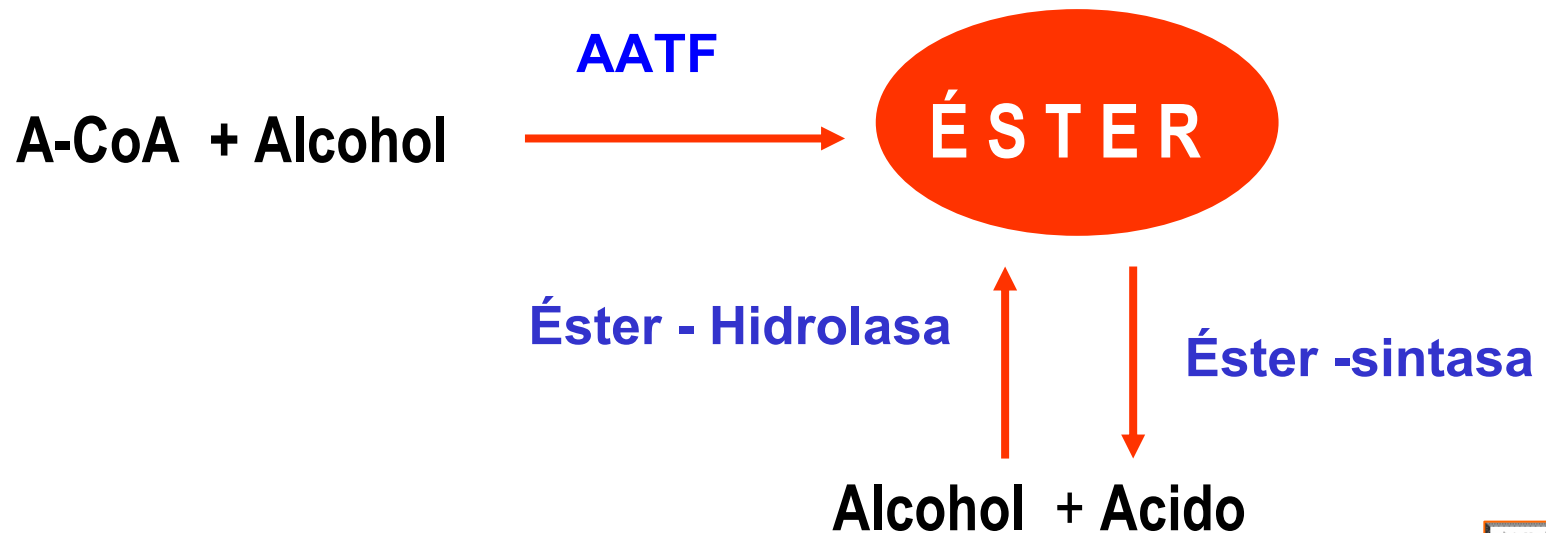 AATF
A-CoA + Alcohol
É S T E R
Éster - Hidrolasa
Éster -sintasa
Alcohol + Acido